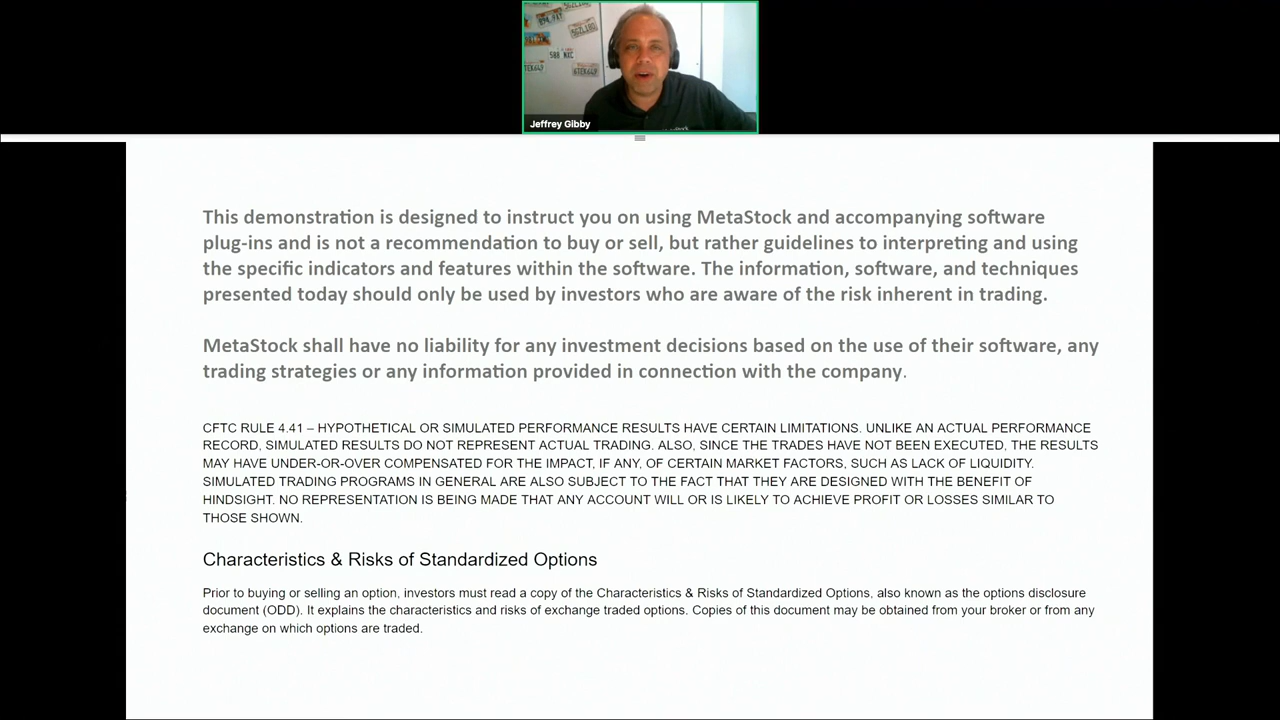 Jeffrey Gibby
This demonstration is designed to instruct you on using MetaStock and accompanying software
plug-ins and is not a recommendation to buy or sell, but rather guidelines to interpreting and using
the specific indicators and features within the software. The information, software, and techniques
presented today should only be used by investors who are aware of the risk inherent in trading.
MetaStock shall have no liability for any investment decisions based on the use of their software, any
trading strategies or any information provided in connection with the company.
CFTC RULE 4.41 – HYPOTHETICAL OR SIMULATED PERFORMANCE RESULTS HAVE CERTAIN LIMITATIONS. UNLIKE AN ACTUAL PERFORMANCE
RECORD, SIMULATED RESULTS DO NOT REPRESENT ACTUAL TRADING. ALSO, SINCE THE TRADES HAVE NOT BEEN EXECUTED, THE RESULTS
MAY HAVE UNDER-OR-OVER COMPENSATED FOR THE IMPACT, IF ANY, OF CERTAIN MARKET FACTORS, SUCH AS LACK OF LIQUIDITY.
SIMULATED TRADING PROGRAMS IN GENERAL ARE ALSO SUBJECT TO THE FACT THAT THEY ARE DESIGNED WITH THE BENEFIT OF
HINDSIGHT. NO REPRESENTATION IS BEING MADE THAT ANY ACCOUNT WILL OR IS LIKELY TO ACHIEVE PROFIT OR LOSSES SIMILAR TO
THOSE SHOWN.
Characteristics & Risks of Standardized Options
Prior to buying or selling an option, investors must read a copy of the Characteristics & Risks of Standardized Options, also known as the options disclosure
document (ODD). It explains the characteristics and risks of exchange traded options. Copies of this document may be obtained from your broker or from any
exchange on which options are traded.